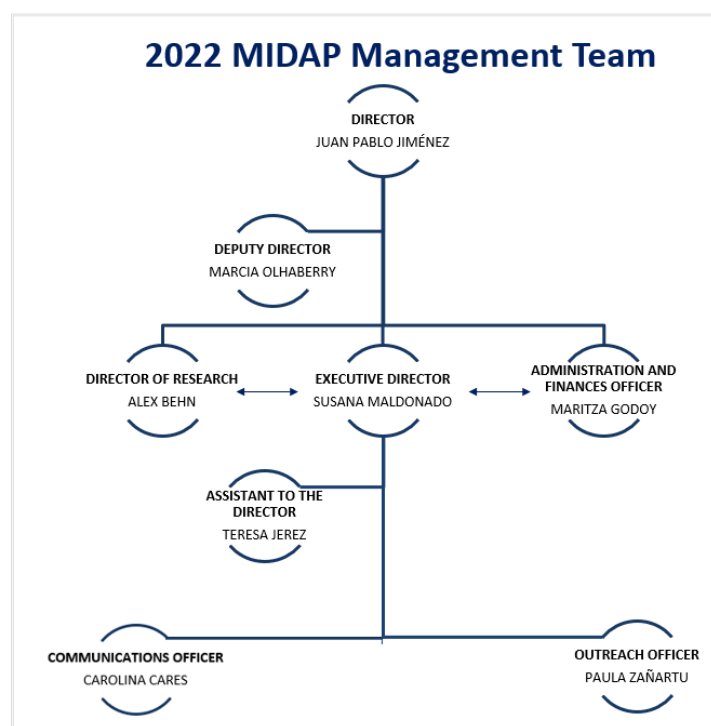 2022 MIDAP Management Team
DIRECTOR
JUAN PABLO JIMÉNEZ
DEPUTY DIRECTOR
MARCIA OLHABERRY
DIRECTOR OF RESEARCH
ALEX BEHN
EXECUTIVE DIRECTOR
SUSANA MALDONADO
ADMINISTRATION AND
FINANCES OFFICER
MARITZA GODOY
ASSISTANT TO THE
DIRECTOR
TERESA JEREZ
COMMUNICATIONS OFFICER
CAROLINA CARES
OUTREACH OFFICER
PAULA ZAÑARTU